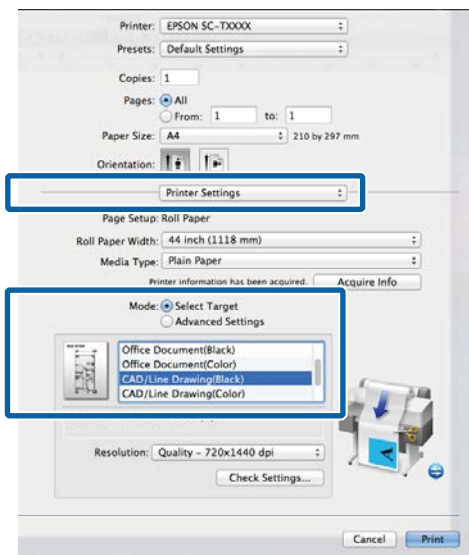 Printer: EPSON SC-TXXXX
Presets: Default Settings
Copies: 1
Pages: All
From: 1 to: 1
Paper Size: A4 210 by 297 mm
Orientation:
Printer Settings
Page Setup: Roll Paper
Roll Paper Width: 44 inch (1118 mm)
Media Type: Plain Paper
Printer information has been acquired. Acquire Info
Mode: Select Target
Advanced Settings
Office Document(Black)
Office Document(Color)
CAD/Line Drawing(Black)
CAD/Line Drawing(Color)
Resolution: Quality - 720x1440 dpi
Check Settings...
Cancel Print